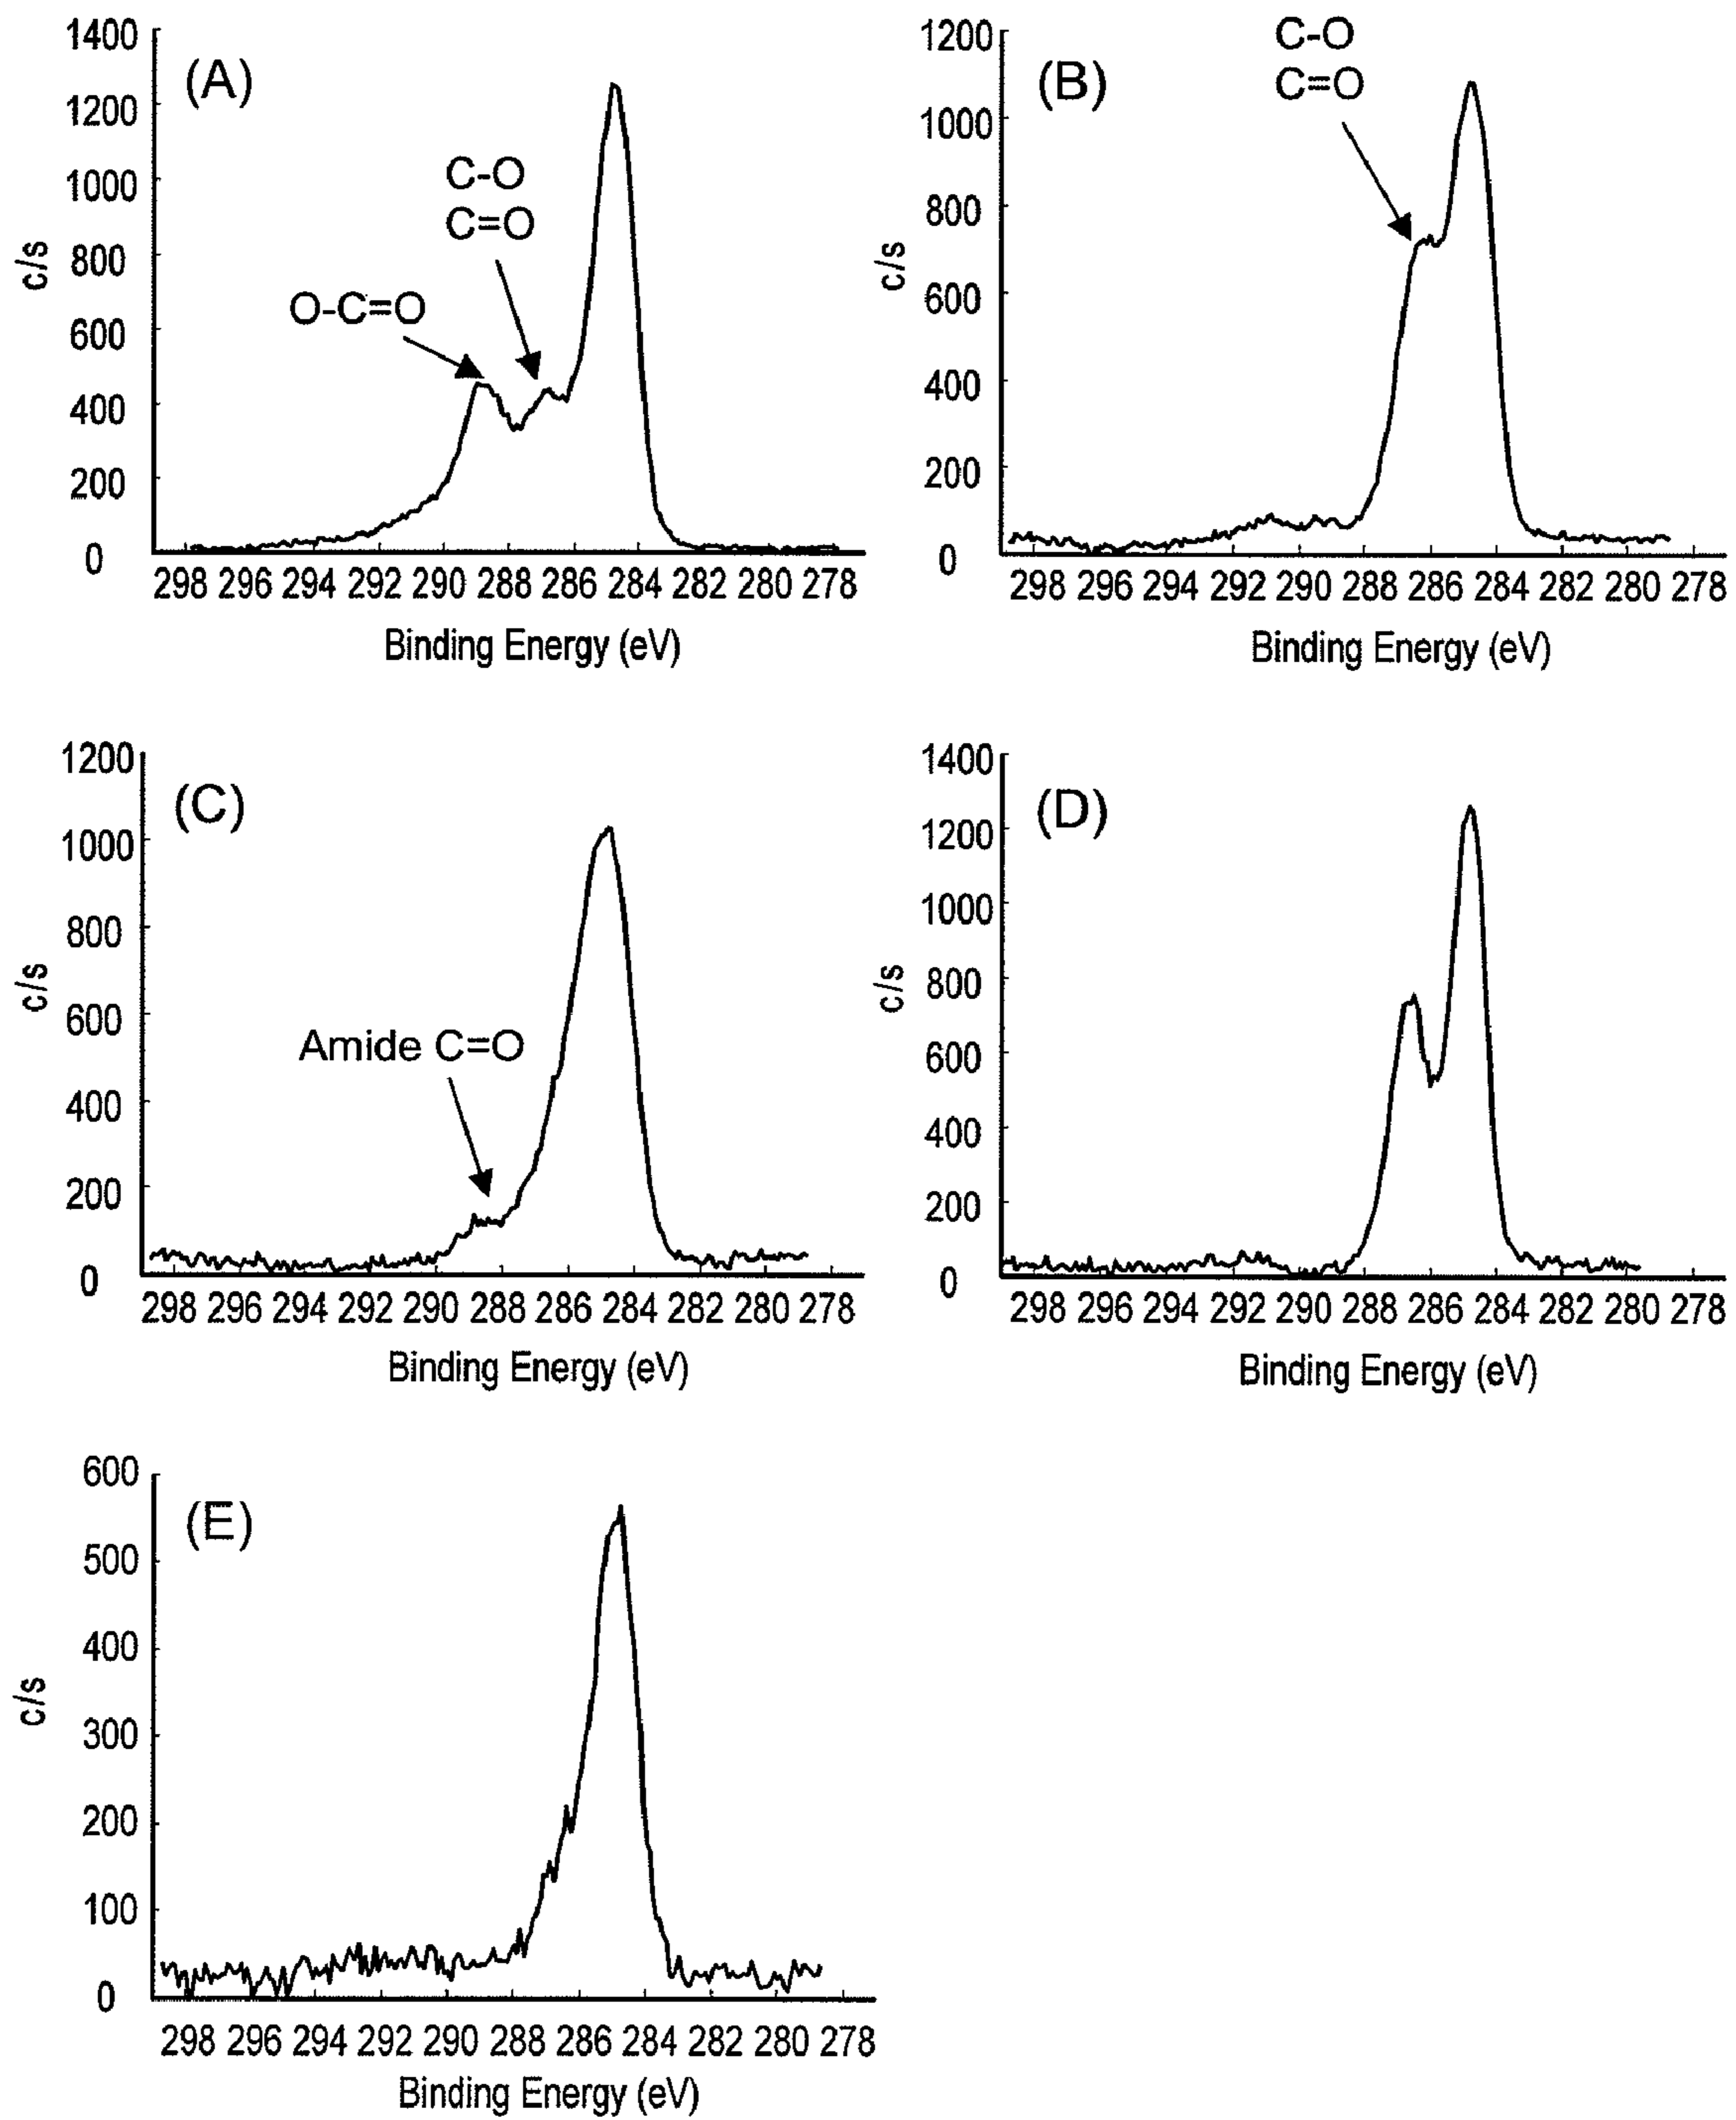 (A)
1400
1200
1000
800
600
400
200
0
c/s
C-O
C=O
O-C=O
298 296 294 292 290 288 286 284 282 280 278
Binding Energy (eV)
(B)
1200
1000
800
600
400
200
0
c/s
C-O
C=O
298 296 294 292 290 288 286 284 282 280 278
Binding Energy (eV)
(C)
1200
1000
800
600
400
200
0
c/s
Amide C=O
298 296 294 292 290 288 286 284 282 280 278
Binding Energy (eV)
(D)
1400
1200
1000
800
600
400
200
0
c/s
298 296 294 292 290 288 286 284 282 280 278
Binding Energy (eV)
(E)
600
500
400
300
200
100
0
c/s
298 296 294 292 290 288 286 284 282 280 278
Binding Energy (eV)